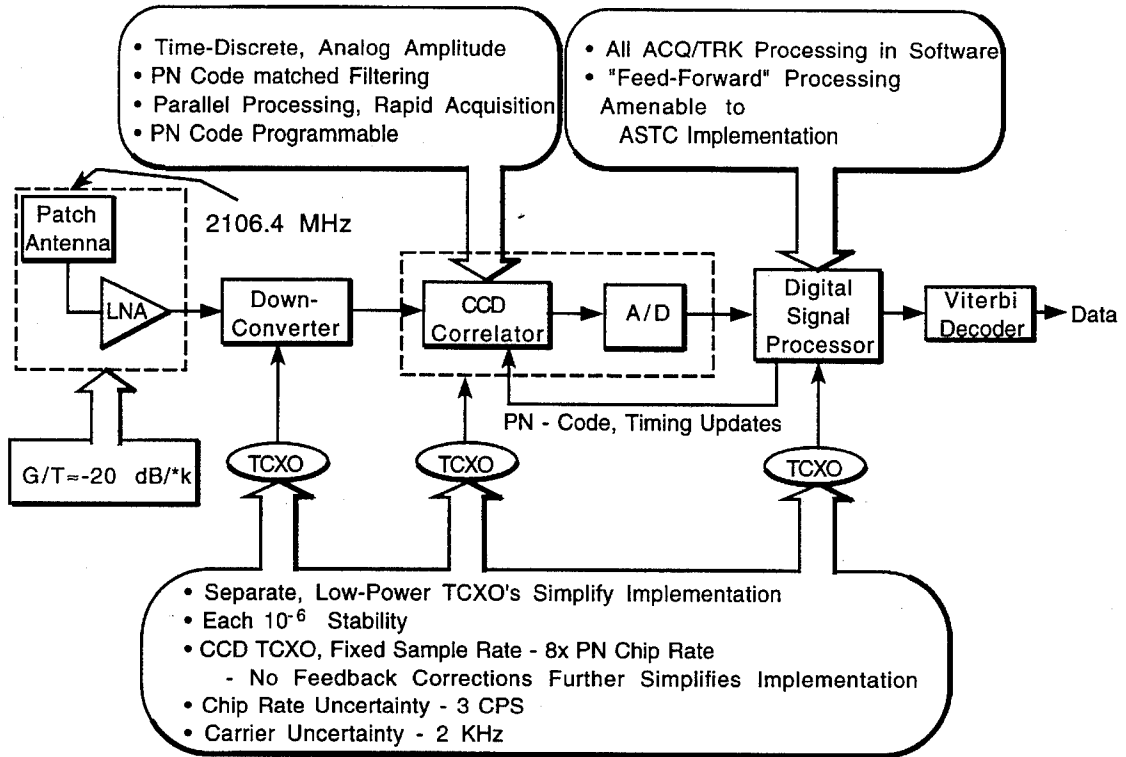 • Time-Discrete, Analog Amplitude
• PN Code matched Filtering
• Parallel Processing, Rapid Acquisition
• PN Code Programmable
• All ACQ/TRK Processing in Software
• "Feed-Forward" Processing
Amenable to
ASTC Implementation
Patch
Antenna
2106.4 MHz
LNA
Down-
Converter
CCD
Correlator
A/D
Digital
Signal
Processor
Viterbi
Decoder
Data
PN - Code, Timing Updates
G/T=-20 dB/*k
TCXO
TCXO
TCXO
• Separate, Low-Power TCXO's Simplify Implementation
• Each 10⁻⁶ Stability
• CCD TCXO, Fixed Sample Rate - 8x PN Chip Rate
- No Feedback Corrections Further Simplifies Implementation
• Chip Rate Uncertainty - 3 CPS
• Carrier Uncertainty - 2 KHz